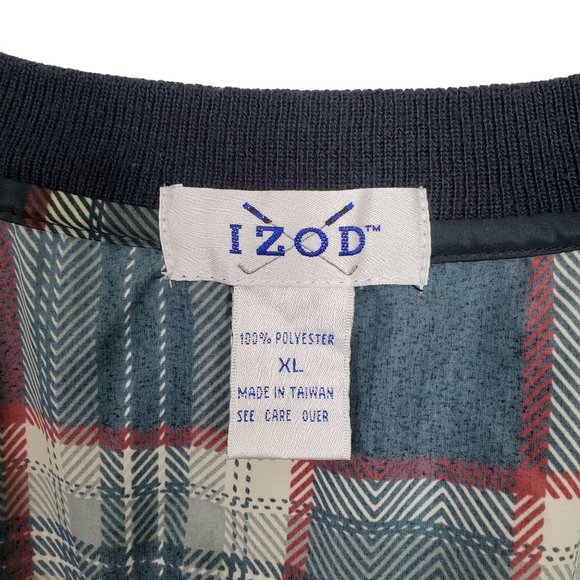 IZOD™
100% POLYESTER
XL
MADE IN TAIWAN
SEE CARE OVER